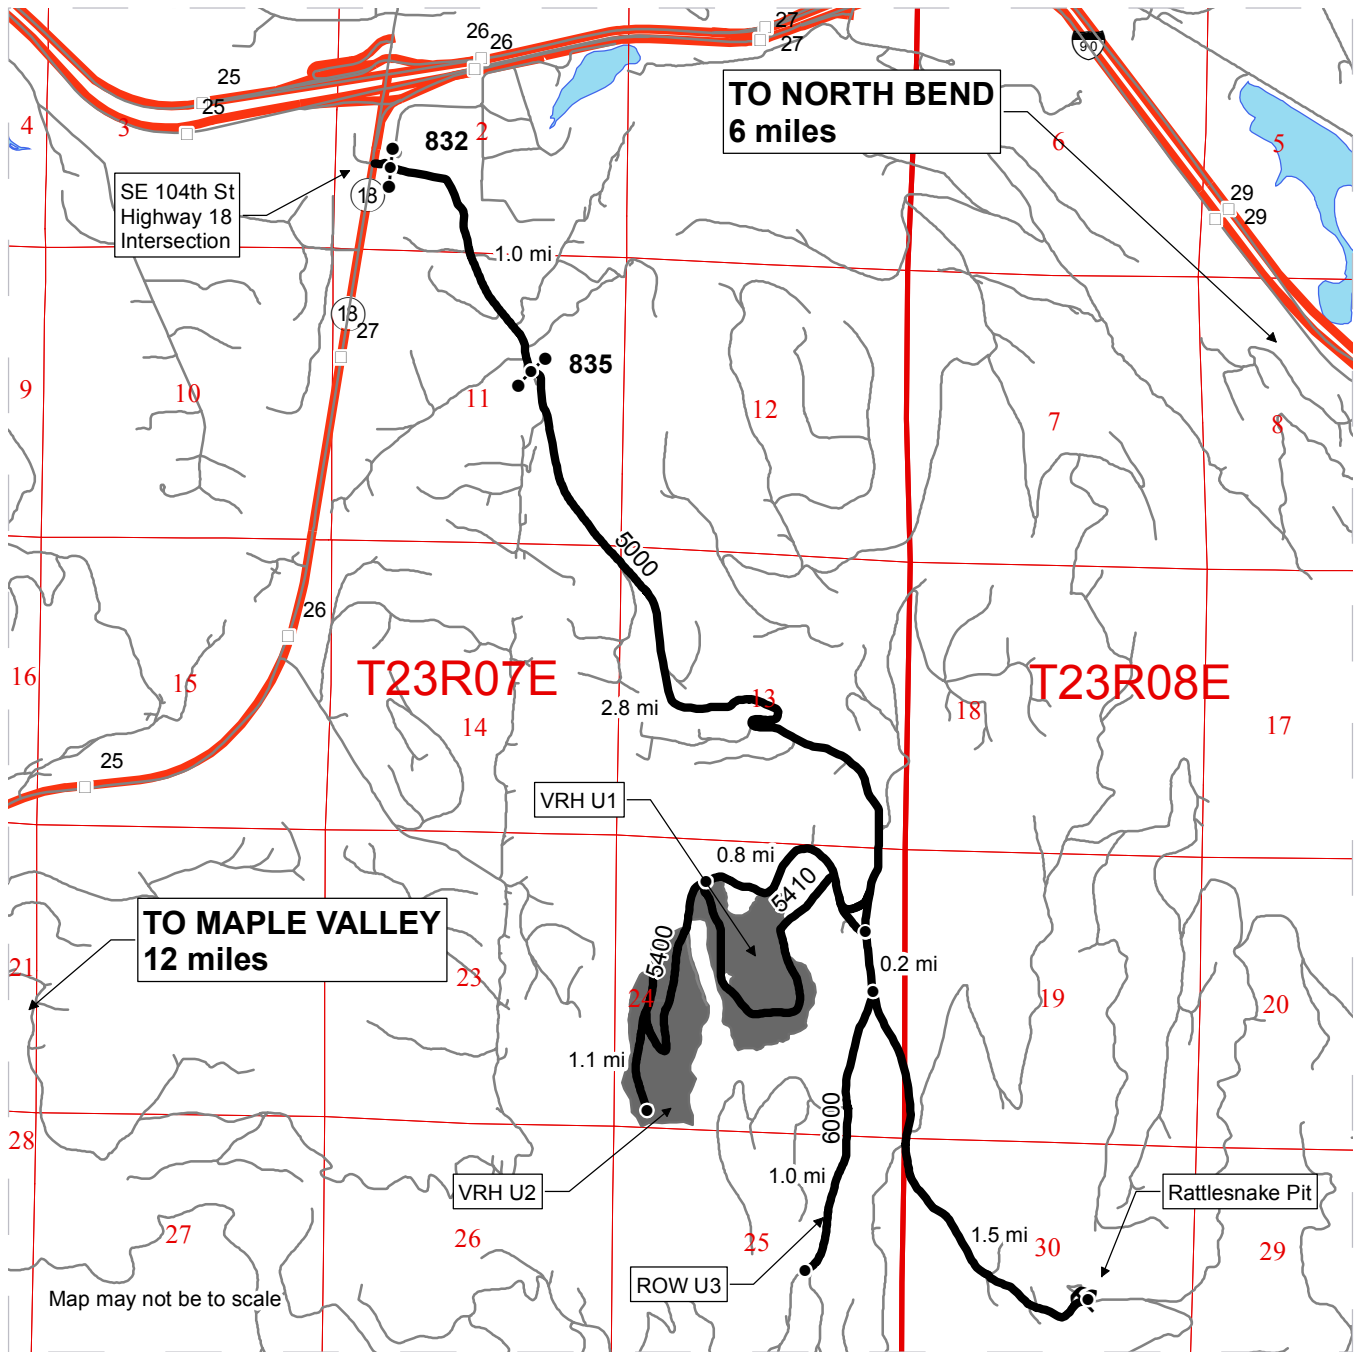 27
27
26
26
90
25
25
TO NORTH BEND
6 miles
4
3
2
832
6
5
SE 104th St
Highway 18
Intersection
18
29
29
1.0 mi
18
27
835
9
10
11
12
7
8
5000
26
16
15
T23R07E
14
2.8 mi
13
18
T23R08E
17
25
VRH U1
0.8 mi
5410
TO MAPLE VALLEY
12 miles
5400
0.2 mi
21
23
24
19
20
1.1 mi
28
6000
1.0 mi
VRH U2
Rattlesnake Pit
27
26
25
1.5 mi
30
29
ROW U3
Map may not be to scale